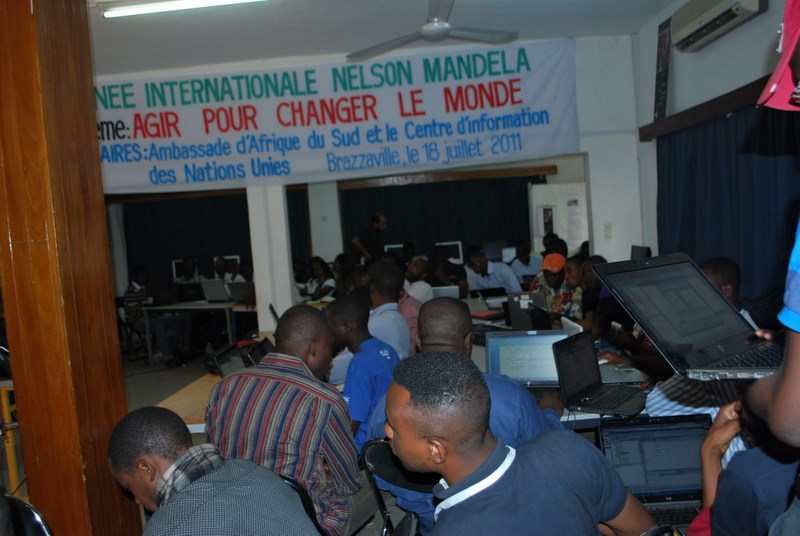 NEE INTERNATIONALE NELSON MANDELA
eme: AGIR POUR CHANGER LE MONDE
AIRES: Ambassade d'Afrique du Sud et le Centre d'information
des Nations Unies Brazzaville, le 18 juillet 2011